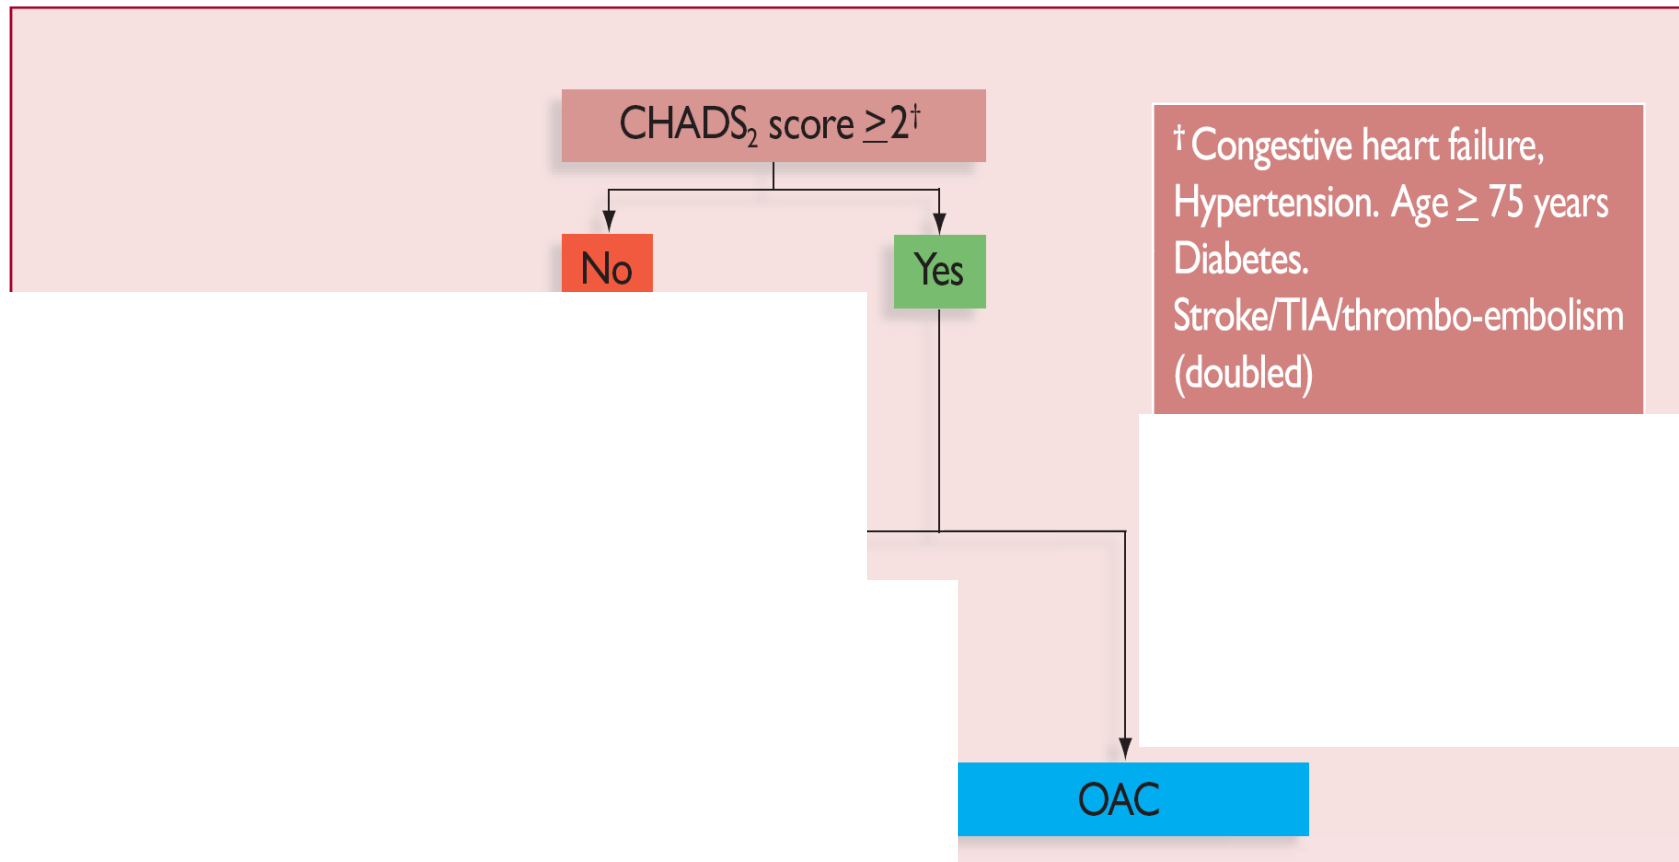 CHADS₂ score ≥2†
No
Yes
† Congestive heart failure,
Hypertension. Age ≥ 75 years
Diabetes.
Stroke/TIA/thrombo-embolism
(doubled)
OAC